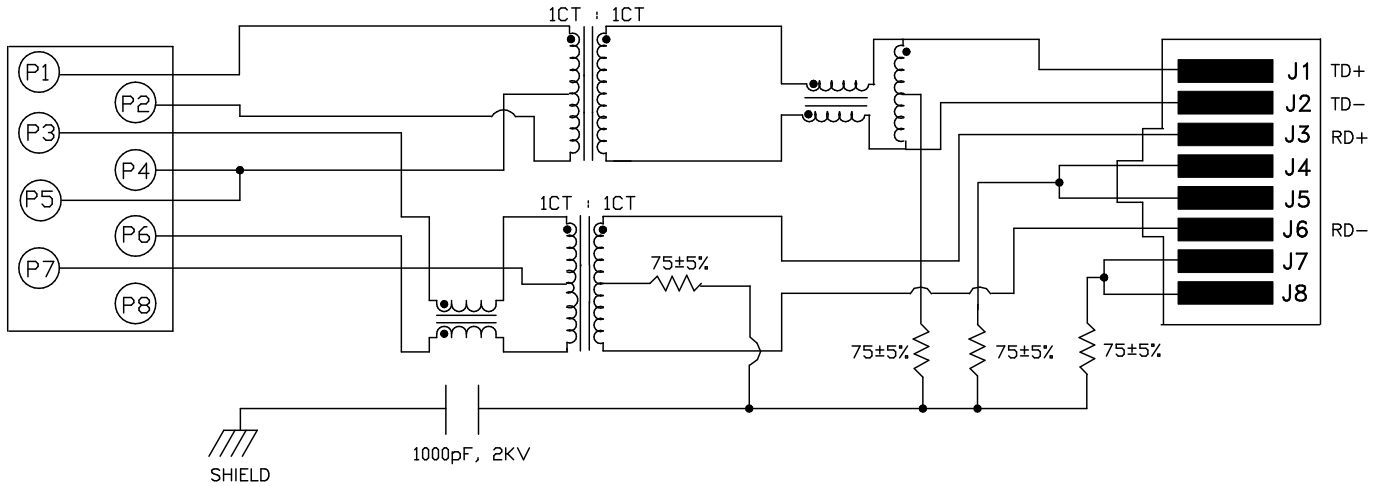 1CT : 1CT
P1
P2
P3
P4
P5
P6
P7
P8
J1 TD+
J2 TD-
J3 RD+
J4
J5
J6 RD-
J7
J8
1CT : 1CT
75±5%
75±5%
75±5%
75±5%
1000pF, 2KV
SHIELD